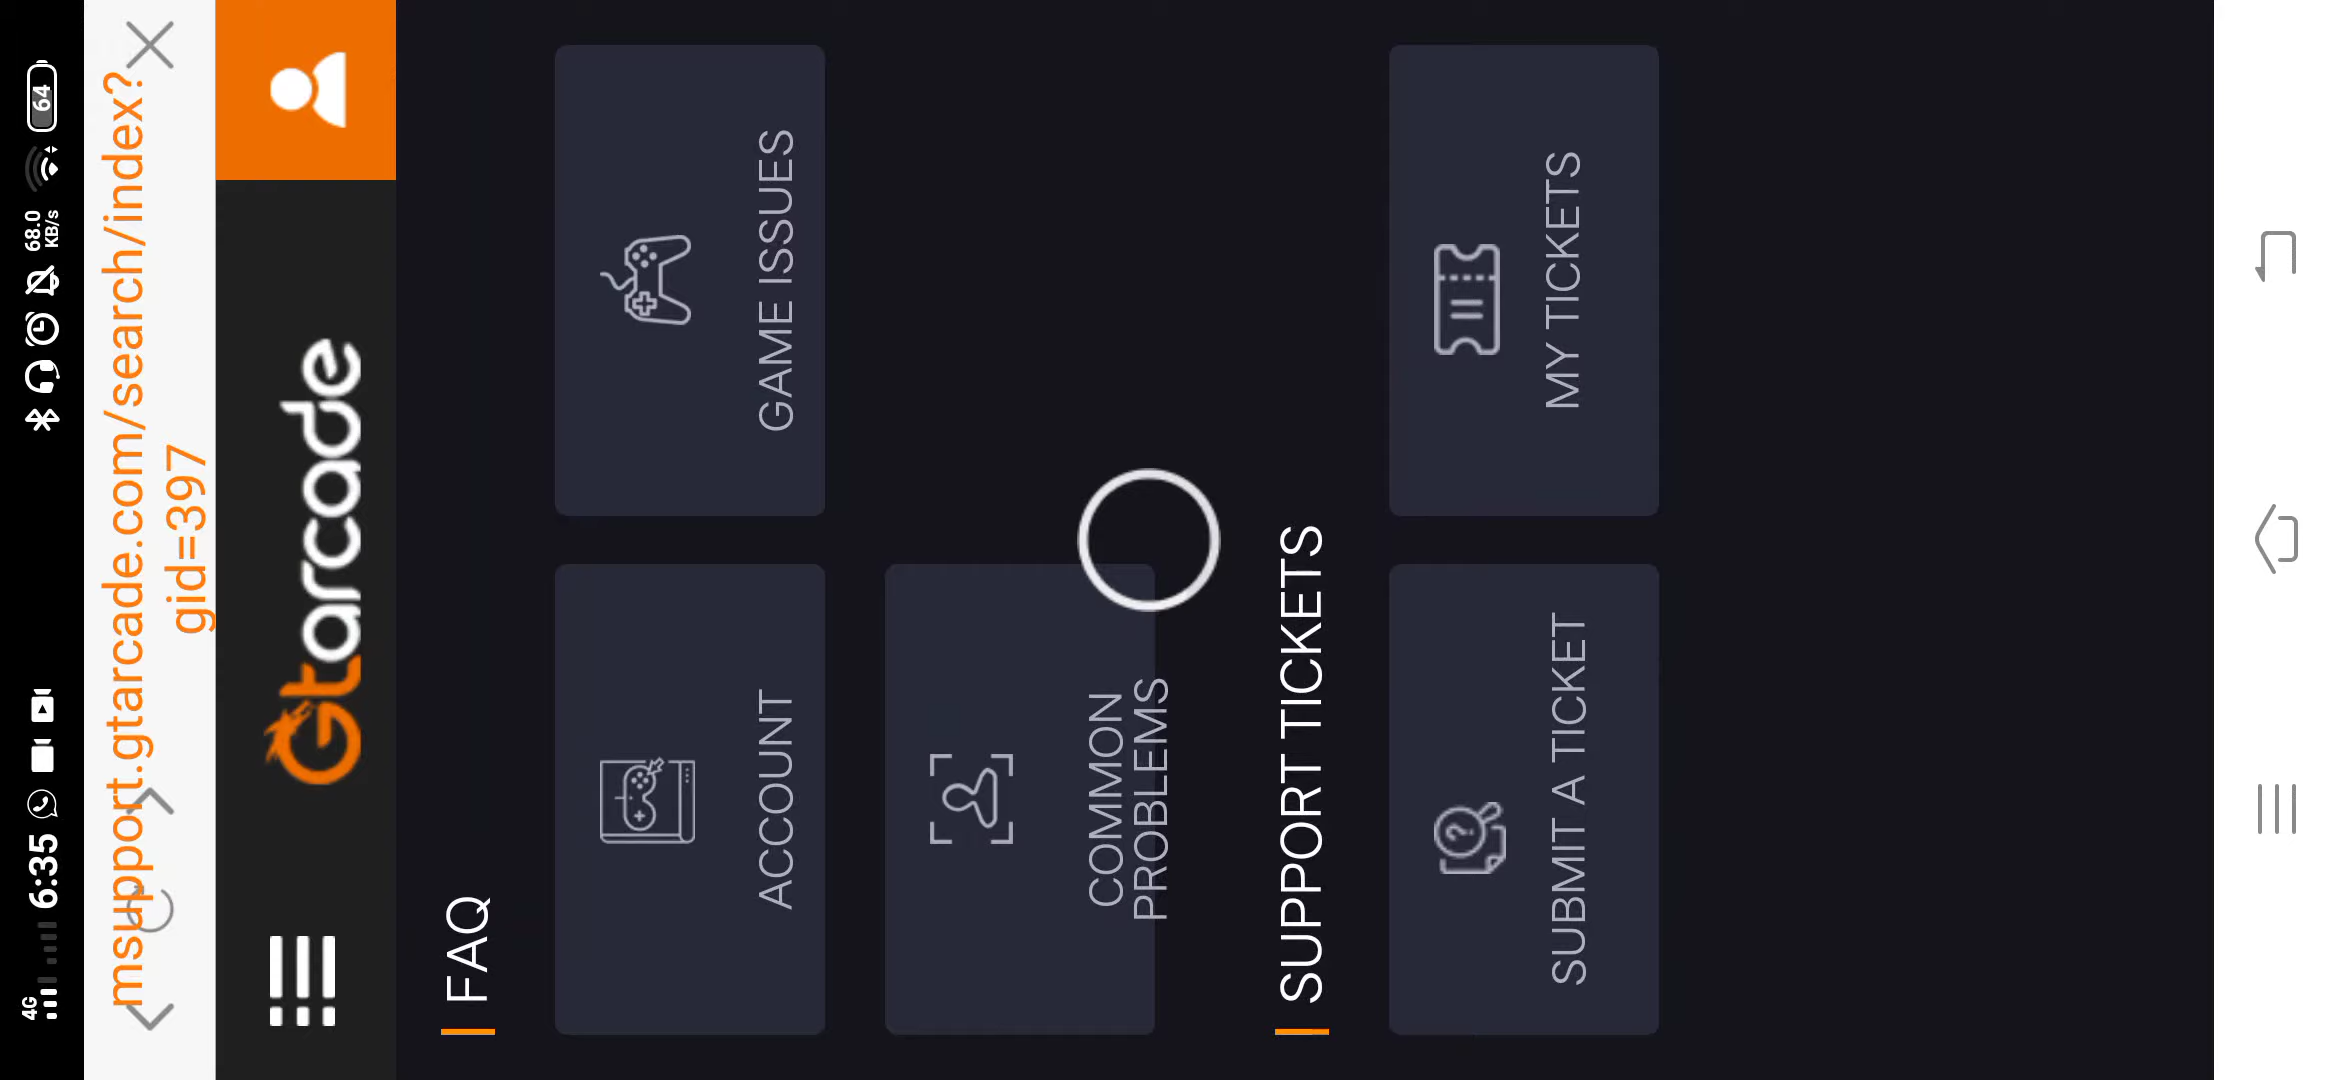 4G 6:35 68.0 KB/s 64
msupport.gtarcade.com/search/index?
gid=397
Gtarcade
FAQ
ACCOUNT
GAME ISSUES
COMMON
PROBLEMS
SUPPORT TICKETS
SUBMIT A TICKET
MY TICKETS